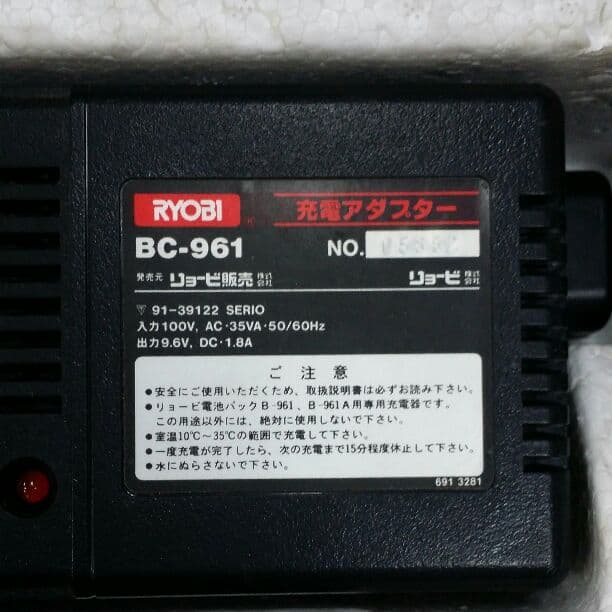 RYOBI ® 充電アダプター
BC-961 NO.
発売元 リョービ販売 株式会社 リョービ 株式会社
▽ 91-39122 SERIO
入力100V, AC·35VA·50/60Hz
出力9.6V, DC·1.8A
ご注意
●安全にご使用いただくため、取扱説明書は必ずお読み下さい。
●リョービ電池パックB-961、B-961A用専用充電器です。
この用途以外には、絶対に使用しないで下さい。
●室温10℃~35℃の範囲で充電して下さい。
●一度充電が完了したら、次の充電まで15分程度休止して下さい。
●水にぬらさないで下さい。
691 3281